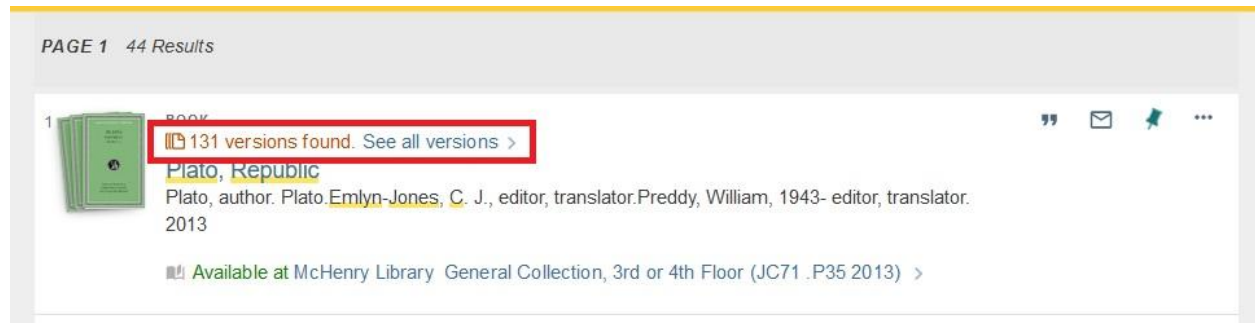 PAGE 1 44 Results
1
BOOK
131 versions found. See all versions >
Plato, Republic
Plato, author. Plato.Emlyn-Jones, C. J., editor, translator.Preddy, William, 1943- editor, translator.
2013
Available at McHenry Library General Collection, 3rd or 4th Floor (JC71 .P35 2013) >